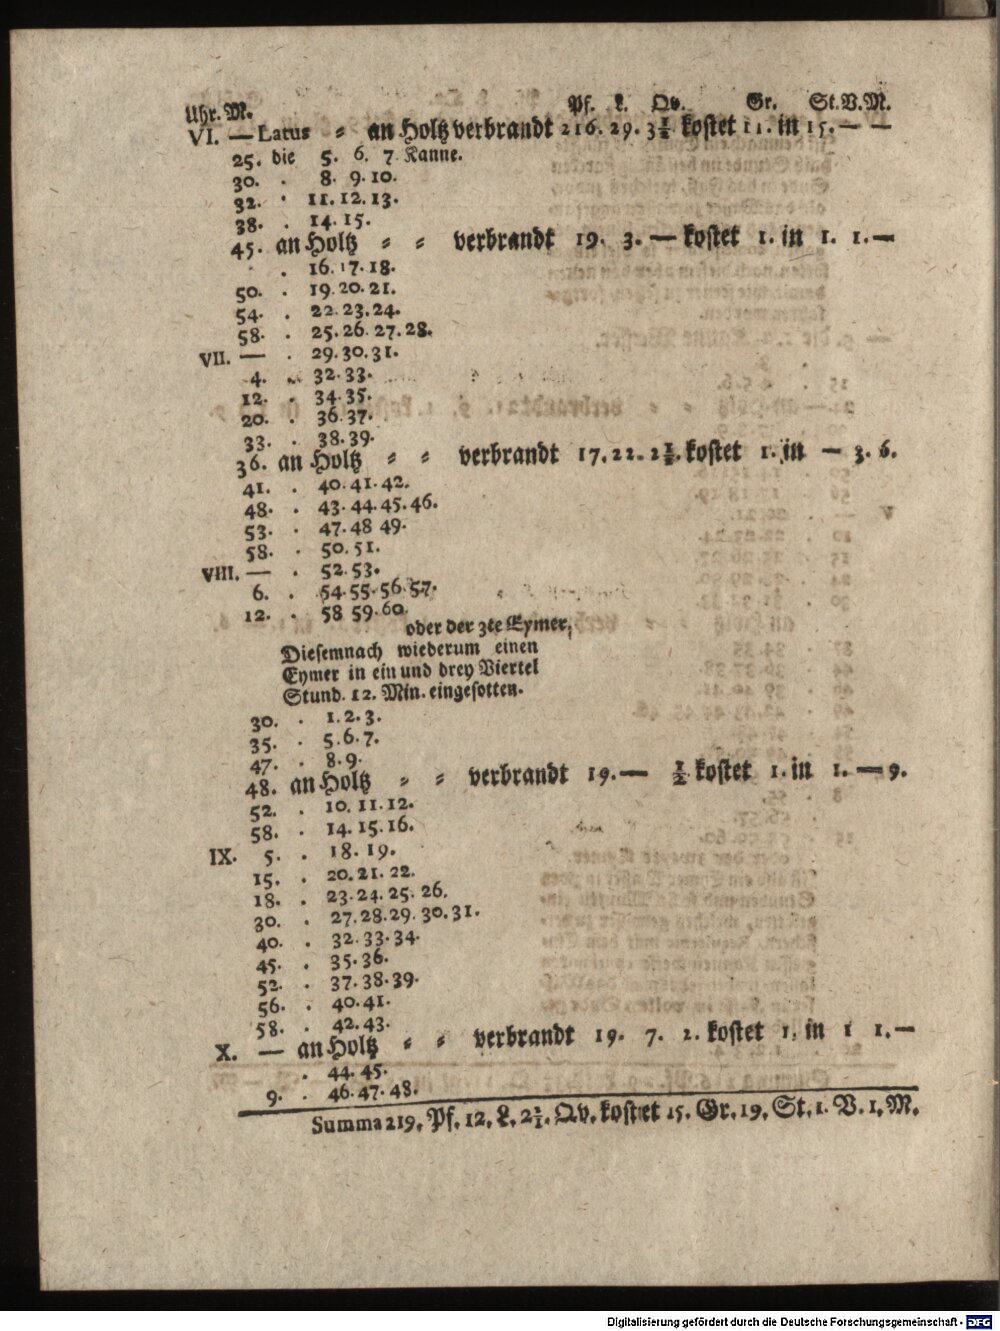 Uhr. M. Pf. L. Qv. Gr. St. V. M.
VI. — Latus ⸗ an Holtz verbrandt 216. 29. 3½ kostet 11. in 15. — —
25. die 5. 6. 7 Kanne.
30. . 8. 9. 10.
32. . 11. 12. 13.
38. . 14. 15.
45. an Holtz ⸗ ⸗ verbrandt 19. 3. — kostet 1. in 1. 1. —
. 16. 17. 18.
50. . 19. 20. 21.
54. . 22. 23. 24.
58. . 25. 26. 27. 28.
VII. — . 29. 30. 31.
4. . 32. 33.
12. . 34. 35.
20. . 36. 37.
33. . 38. 39.
36. an Holtz ⸗ ⸗ verbrandt 17. 22. 2½. kostet 1. in — 3. 6.
41. . 40. 41. 42.
48. . 43. 44. 45. 46.
53. . 47. 48 49.
58. . 50. 51.
VIII. — . 52. 53.
6. . 54. 55. 56. 57.
12. . 58 59. 60.
oder der 3te Eymer,
Diesemnach wiederum einen
Eymer in ein und drey Viertel
Stund. 12. Min. eingesotten.
30. . 1. 2. 3.
35. . 5. 6. 7.
47. . 8. 9.
48. an Holtz ⸗ ⸗ verbrandt 19. — ½ kostet 1. in 1. — 9.
52. . 10. 11. 12.
58. . 14. 15. 16.
IX. 5. . 18. 19.
15. . 20. 21. 22.
18. . 23. 24. 25. 26.
30. . 27. 28. 29. 30. 31.
40. . 32. 33. 34.
45. . 35. 36.
52. . 37. 38. 39.
56. . 40. 41.
58. . 42. 43.
X. — an Holtz ⸗ ⸗ verbrandt 19. 7. 2. kostet 1. in 1 1. —
. 44. 45.
9. . 46. 47. 48.
Summa 219. Pf. 12. L. 2 2/1. Qv. kostet 15. Gr. 19. St. 1. V. 1. M.
Digitalisierung gefördert durch die Deutsche Forschungsgemeinschaft - DFG